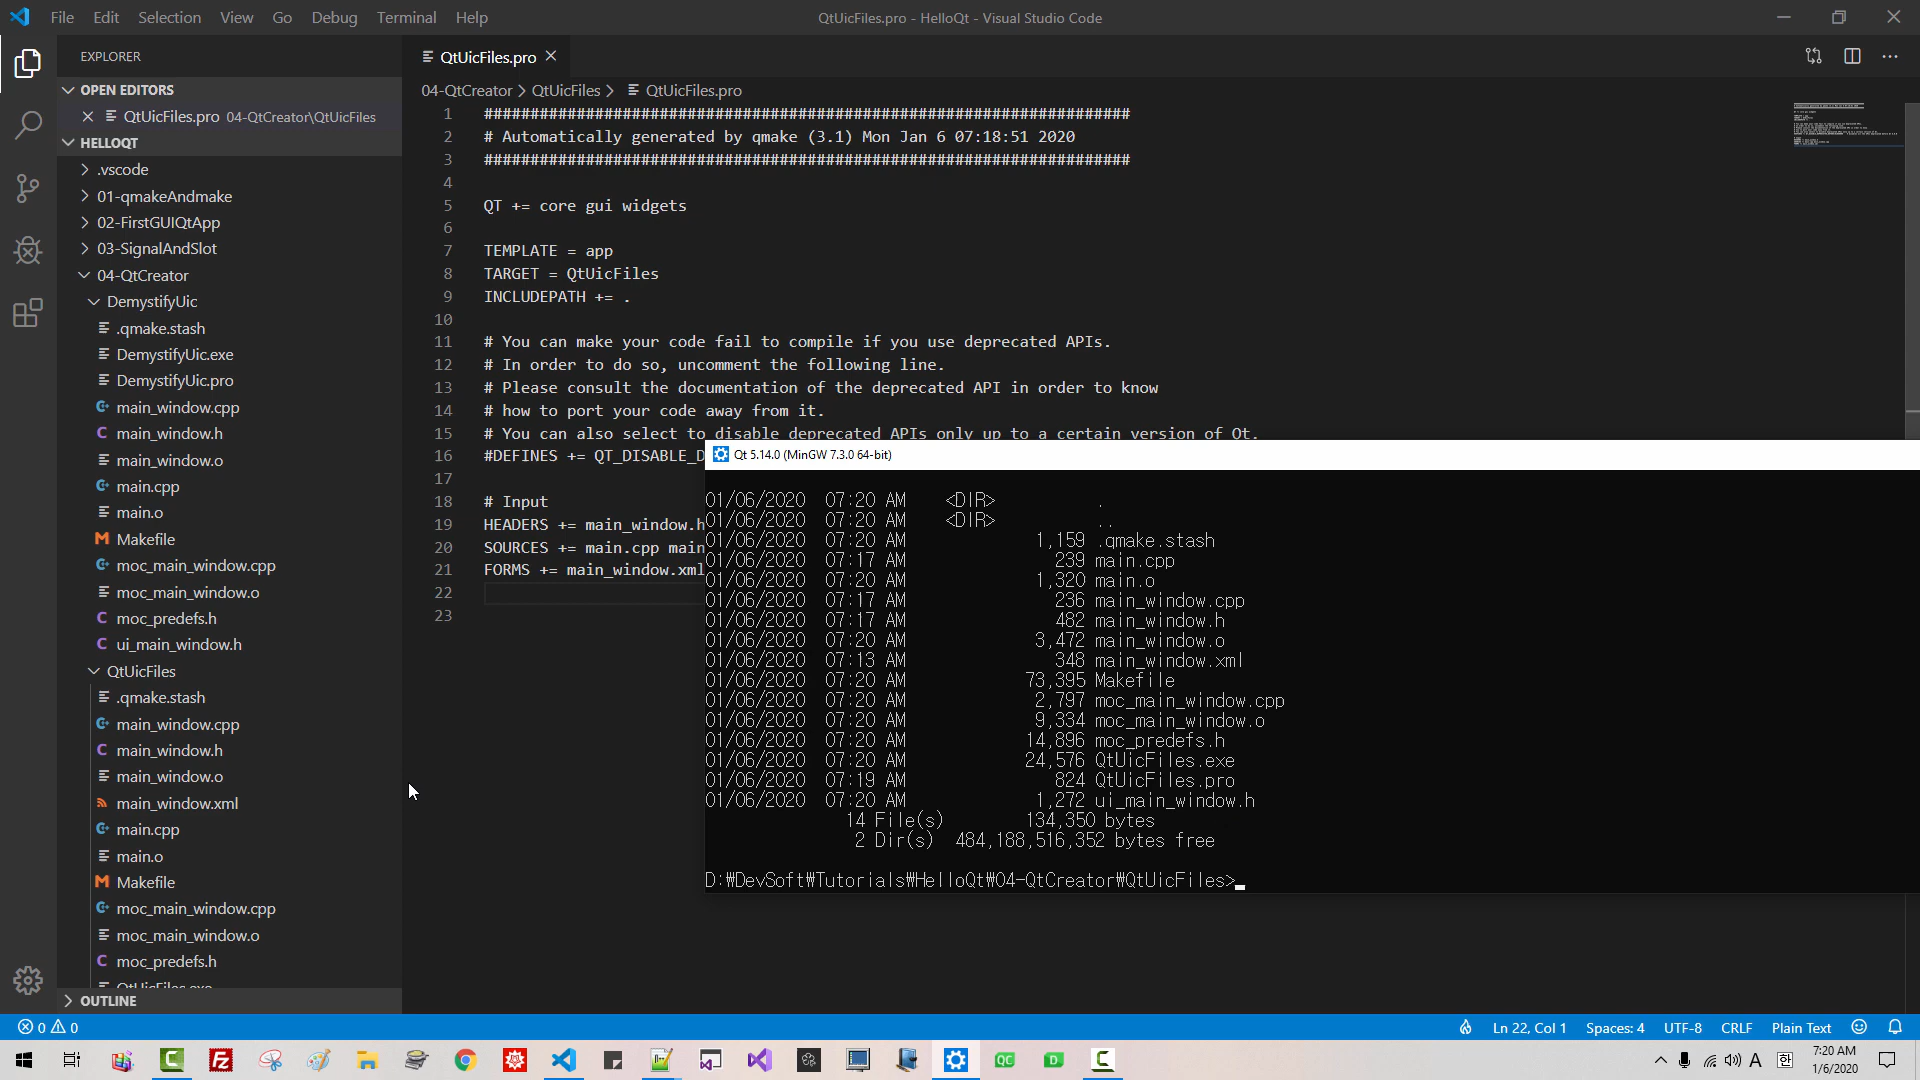 File Edit Selection View Go Debug Terminal Help
QtUicFiles.pro - HelloQt - Visual Studio Code
EXPLORER
OPEN EDITORS
QtUicFiles.pro 04-QtCreator\QtUicFiles
HELLOQT
.vscode
01-qmakeAndmake
02-FirstGUIQtApp
03-SignalAndSlot
04-QtCreator
DemystifyUic
.qmake.stash
DemystifyUic.exe
DemystifyUic.pro
main_window.cpp
main_window.h
main_window.o
main.cpp
main.o
Makefile
moc_main_window.cpp
moc_main_window.o
moc_predefs.h
ui_main_window.h
QtUicFiles
.qmake.stash
main_window.cpp
main_window.h
main_window.o
main_window.xml
main.cpp
main.o
Makefile
moc_main_window.cpp
moc_main_window.o
moc_predefs.h
QtUicFiles.exe
OUTLINE
QtUicFiles.pro
04-QtCreator > QtUicFiles > QtUicFiles.pro
1 ######################################################################
2 # Automatically generated by qmake (3.1) Mon Jan 6 07:18:51 2020
3 ######################################################################
4
5 QT += core gui widgets
6
7 TEMPLATE = app
8 TARGET = QtUicFiles
9 INCLUDEPATH += .
10
11 # You can make your code fail to compile if you use deprecated APIs.
12 # In order to do so, uncomment the following line.
13 # Please consult the documentation of the deprecated API in order to know
14 # how to port your code away from it.
15 # You can also select to disable deprecated APIs only up to a certain version of Qt.
16 #DEFINES += QT_DISABLE_D
17
18 # Input
19 HEADERS += main_window.h
20 SOURCES += main.cpp main
21 FORMS += main_window.xml
22
23
Qt 5.14.0 (MinGW 7.3.0 64-bit)
01/06/2020 07:20 AM <DIR> .
01/06/2020 07:20 AM <DIR> ..
01/06/2020 07:20 AM 1,159 .qmake.stash
01/06/2020 07:17 AM 239 main.cpp
01/06/2020 07:20 AM 1,320 main.o
01/06/2020 07:17 AM 236 main_window.cpp
01/06/2020 07:17 AM 482 main_window.h
01/06/2020 07:20 AM 3,472 main_window.o
01/06/2020 07:13 AM 348 main_window.xml
01/06/2020 07:20 AM 73,395 Makefile
01/06/2020 07:20 AM 2,797 moc_main_window.cpp
01/06/2020 07:20 AM 9,334 moc_main_window.o
01/06/2020 07:20 AM 14,896 moc_predefs.h
01/06/2020 07:20 AM 24,576 QtUicFiles.exe
01/06/2020 07:19 AM 824 QtUicFiles.pro
01/06/2020 07:20 AM 1,272 ui_main_window.h
14 File(s) 134,350 bytes
2 Dir(s) 484,188,516,352 bytes free
D:₩DevSoft₩Tutorials₩HelloQt₩04-QtCreator₩QtUicFiles>
0 0
Ln 22, Col 1 Spaces: 4 UTF-8 CRLF Plain Text
QC D A 한
7:20 AM
1/6/2020